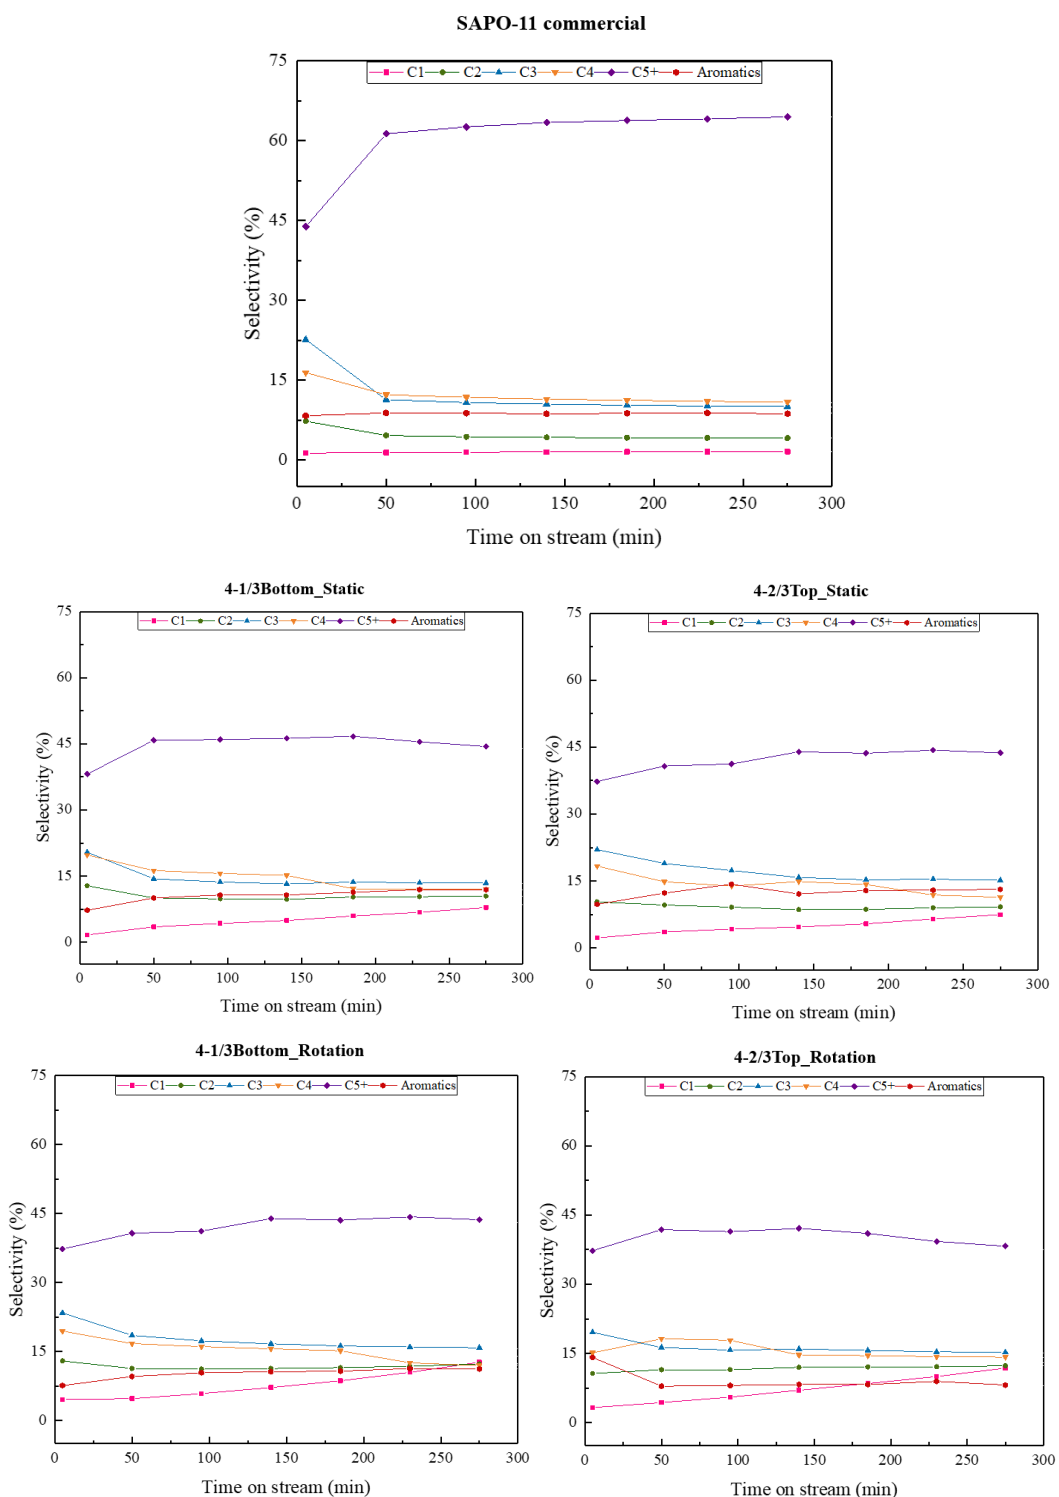 SAPO-11 commercial
C1 C2 C3 C4 C5+ Aromatics
75
60
45
30
15
0
Selectivity (%)
0 50 100 150 200 250 300
Time on stream (min)
4-1/3Bottom_Static
C1 C2 C3 C4 C5+ Aromatics
75
60
45
30
15
0
Selectivity (%)
0 50 100 150 200 250 300
Time on stream (min)
4-2/3Top_Static
C1 C2 C3 C4 C5+ Aromatics
75
60
45
30
15
0
Selectivity (%)
0 50 100 150 200 250 300
Time on stream (min)
4-1/3Bottom_Rotation
C1 C2 C3 C4 C5+ Aromatics
75
60
45
30
15
0
Selectivity (%)
0 50 100 150 200 250 300
Time on stream (min)
4-2/3Top_Rotation
C1 C2 C3 C4 C5+ Aromatics
75
60
45
30
15
0
Selectivity (%)
0 50 100 150 200 250 300
Time on stream (min)